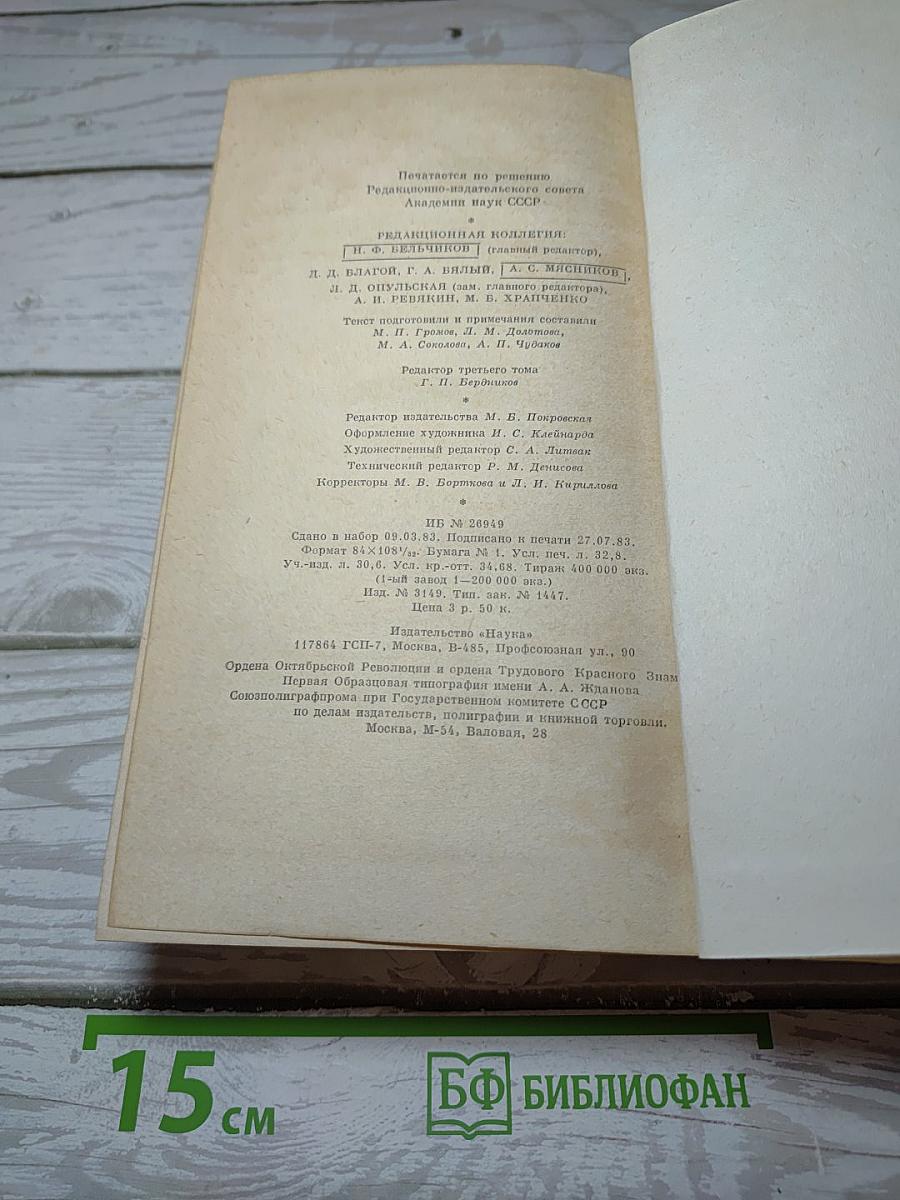 Печатается по решению
Редакционно-издательского совета
Академии наук СССР
*
РЕДАКЦИОННАЯ КОЛЛЕГИЯ:
Н. Ф. БЕЛЬЧИКОВ (главный редактор),
Д. Д. БЛАГОЙ, Г. А. БЯЛЫЙ, А. С. МЯСНИКОВ,
Л. Д. ОПУЛЬСКАЯ (зам. главного редактора),
А. И. РЕВЯКИН, М. Б. ХРАПЧЕНКО
Текст подготовили и примечания составили
М. П. Громов, Л. М. Долотова,
М. А. Соколова, А. П. Чудаков
Редактор третьего тома
Г. П. Бердников
*
Редактор издательства М. Б. Покровская
Оформление художника И. С. Клейнарда
Художественный редактор С. А. Литвак
Технический редактор Р. М. Денисова
Корректоры М. В. Борткова и Л. И. Кириллова
*
ИБ № 26949
Сдано в набор 09.03.83. Подписано к печати 27.07.83.
Формат 84×108¹/₃₂. Бумага № 1. Усл. печ. л. 32,8.
Уч.-изд. л. 30,6. Усл. кр.-отт. 34,68. Тираж 400 000 экз.
(1-ый завод 1—200 000 экз.)
Изд. № 3149. Тип. зак. № 1447.
Цена 3 р. 50 к.
Издательство «Наука»
117864 ГСП-7, Москва, В-485, Профсоюзная ул., 90
Ордена Октябрьской Революции и ордена Трудового Красного Знам
Первая Образцовая типография имени А. А. Жданова
Союзполиграфпрома при Государственном комитете СССР
по делам издательств, полиграфии и книжной торговли.
Москва, М-54, Валовая, 28
15 см
БФ БИБЛИОФАН